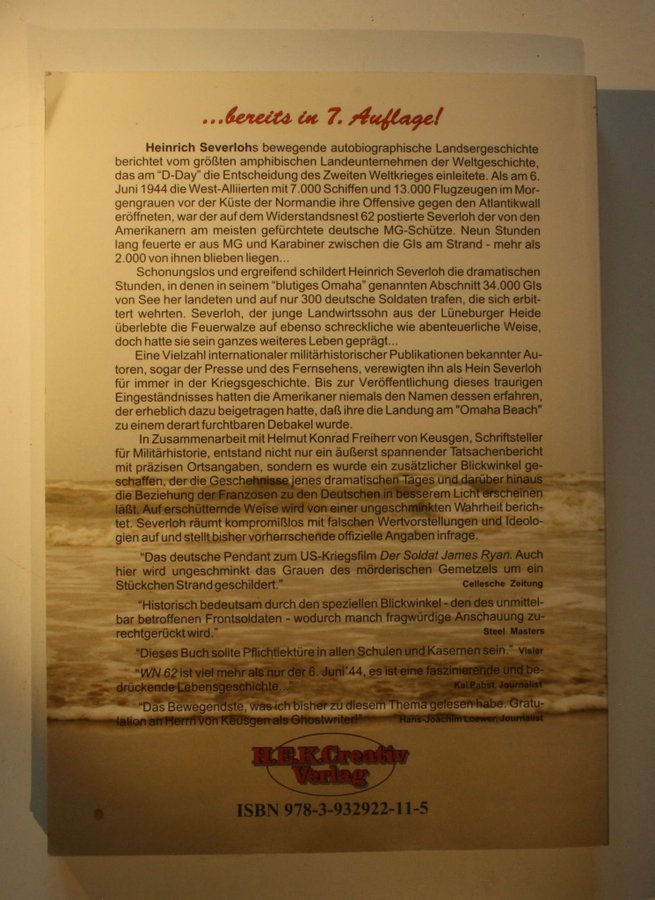 ...bereits in 7. Auflage!
Heinrich Severlohs bewegende autobiographische Landsergeschichte
berichtet vom größten amphibischen Landeunternehmen der Weltgeschichte,
das am "D-Day" die Entscheidung des Zweiten Weltkrieges einleitete. Als am 6.
Juni 1944 die West-Alliierten mit 7.000 Schiffen und 13.000 Flugzeugen im Mor-
gengrauen vor der Küste der Normandie ihre Offensive gegen den Atlantikwall
eröffneten, war der auf dem Widerstandsnest 62 postierte Severloh der von den
Amerikanern am meisten gefürchtete deutsche MG-Schütze. Neun Stunden
lang feuerte er aus MG und Karabiner zwischen die GIs am Strand - mehr als
2.000 von ihnen blieben liegen...
Schonungslos und ergreifend schildert Heinrich Severloh die dramatischen
Stunden, in denen in seinem "blutiges Omaha" genannten Abschnitt 34.000 GIs
von See her landeten und auf nur 300 deutsche Soldaten trafen, die sich erbit-
tert wehrten. Severloh, der junge Landwirtssohn aus der Lüneburger Heide
überlebte die Feuerwalze auf ebenso schreckliche wie abenteuerliche Weise,
doch hatte sie sein ganzes weiteres Leben geprägt...
Eine Vielzahl internationaler militärhistorischer Publikationen bekannter Au-
toren, sogar der Presse und des Fernsehens, verewigten ihn als Hein Severloh
für immer in der Kriegsgeschichte. Bis zur Veröffentlichung dieses traurigen
Eingeständnisses hatten die Amerikaner niemals den Namen dessen erfahren,
der erheblich dazu beigetragen hatte, daß ihre die Landung am "Omaha Beach"
zu einem derart furchtbaren Debakel wurde.
In Zusammenarbeit mit Helmut Konrad Freiherr von Keusgen, Schriftsteller
für Militärhistorie, entstand nicht nur ein äußerst spannender Tatsachenbericht
mit präzisen Ortsangaben, sondern es wurde ein zusätzlicher Blickwinkel ge-
schaffen, der die Geschehnisse jenes dramatischen Tages und darüber hinaus
die Beziehung der Franzosen zu den Deutschen in besserem Licht erscheinen
läßt. Auf erschütternde Weise wird von einer ungeschminkten Wahrheit berich-
tet. Severloh räumt kompromißlos mit falschen Wertvorstellungen und Ideolo-
gien auf und stellt bisher vorherrschende offizielle Angaben infrage.
"Das deutsche Pendant zum US-Kriegsfilm Der Soldat James Ryan. Auch
hier wird ungeschminkt das Grauen des mörderischen Gemetzels um ein
Stückchen Strand geschildert." Cellesche Zeitung
"Historisch bedeutsam durch den speziellen Blickwinkel - den des unmittel-
bar betroffenen Frontsoldaten - wodurch manch fragwürdige Anschauung zu-
rechtgerückt wird." Steel Masters
"Dieses Buch sollte Pflichtlektüre in allen Schulen und Kasernen sein." Visier
"WN 62 ist viel mehr als nur der 6. Juni´44, es ist eine faszinierende und be-
drückende Lebensgeschichte..." Kai Pabst, Journalist
"Das Bewegendste, was ich bisher zu diesem Thema gelesen habe. Gratu-
lation an Herrn von Keusgen als Ghostwriter!" Hans-Joachim Loewer, Journalist
H.E.K.Creativ
Verlag
ISBN 978-3-932922-11-5